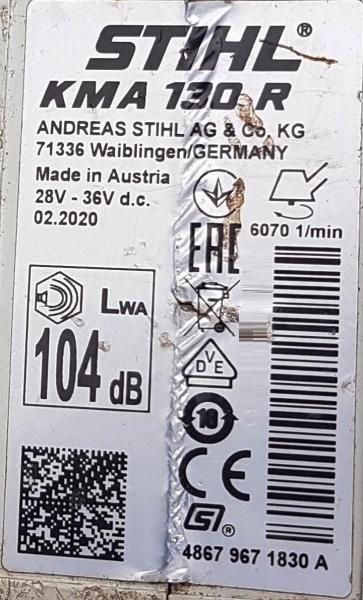 STIHL®
KMA 130 R
ANDREAS STIHL AG & Co. KG
71336 Waiblingen/GERMANY
Made in Austria
28V - 36V d.c.
02.2020
6070 1/min
EAC
LWA
104 dB
DVE
10
CE
®
4867 967 1830 A